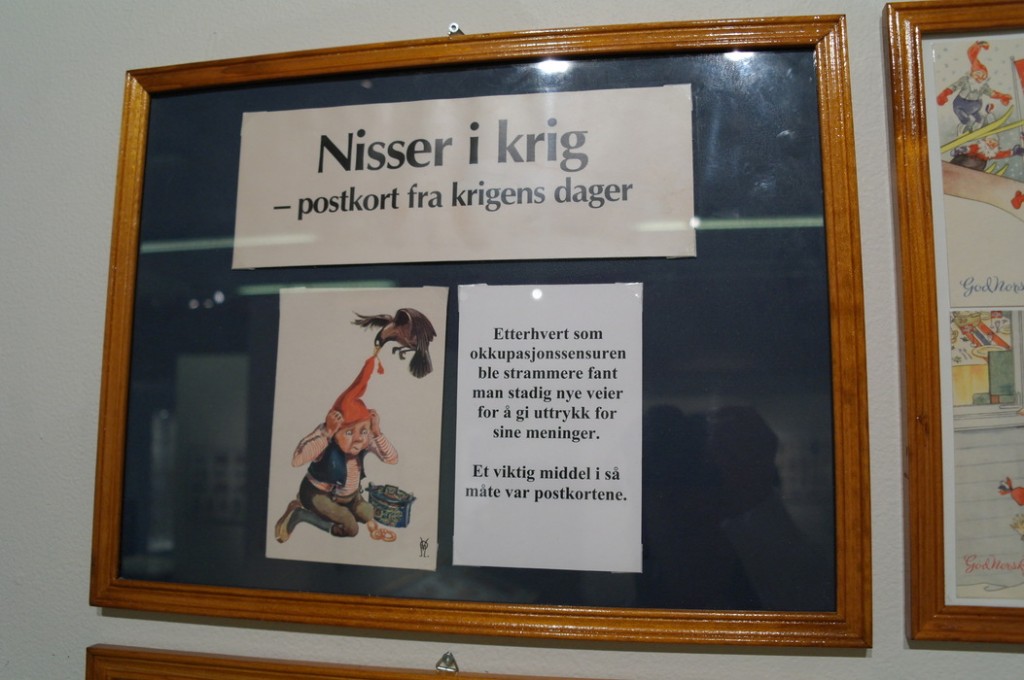 Nisser i krig
– postkort fra krigens dager
Etterhvert som
okkupasjonssensuren
ble strammere fant
man stadig nye veier
for å gi uttrykk for
sine meninger.
Et viktig middel i så
måte var postkortene.